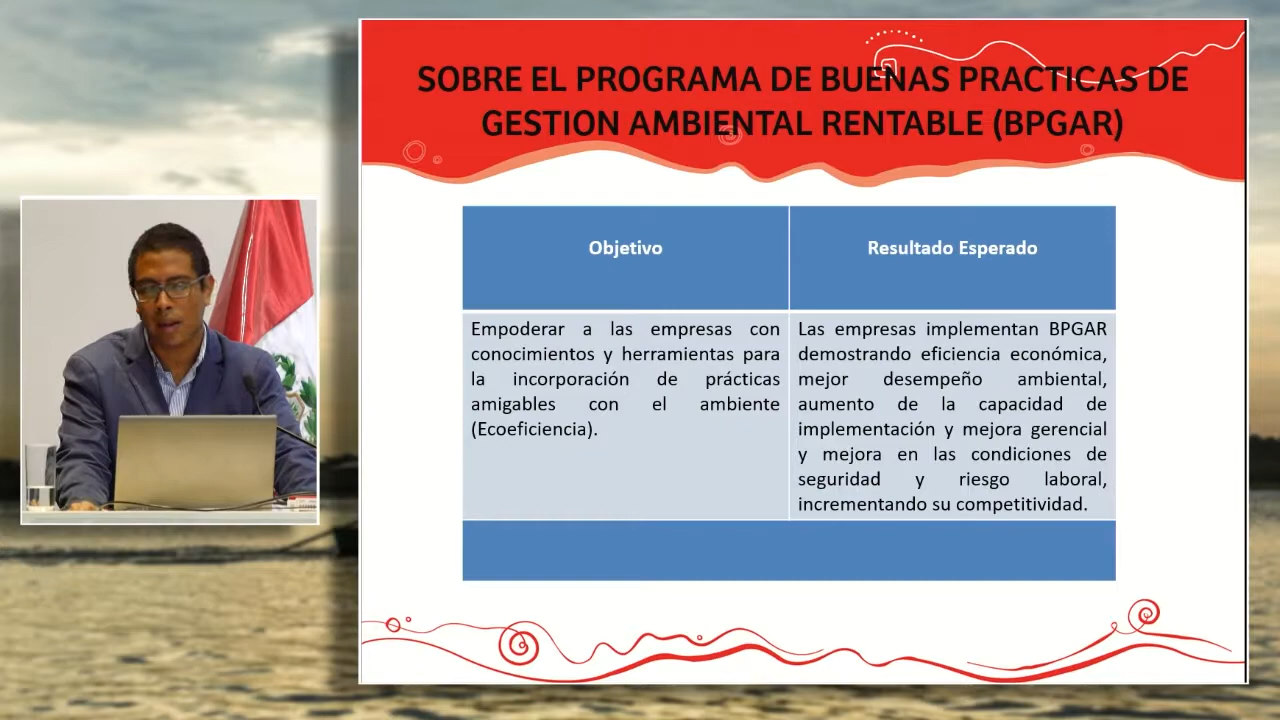 SOBRE EL PROGRAMA DE BUENAS PRACTICAS DE
GESTION AMBIENTAL RENTABLE (BPGAR)
Objetivo
Resultado Esperado
Empoderar a las empresas con
conocimientos y herramientas para
la incorporación de prácticas
amigables con el ambiente
(Ecoeficiencia).
Las empresas implementan BPGAR
demostrando eficiencia económica,
mejor desempeño ambiental,
aumento de la capacidad de
implementación y mejora gerencial
y mejora en las condiciones de
seguridad y riesgo laboral,
incrementando su competitividad.